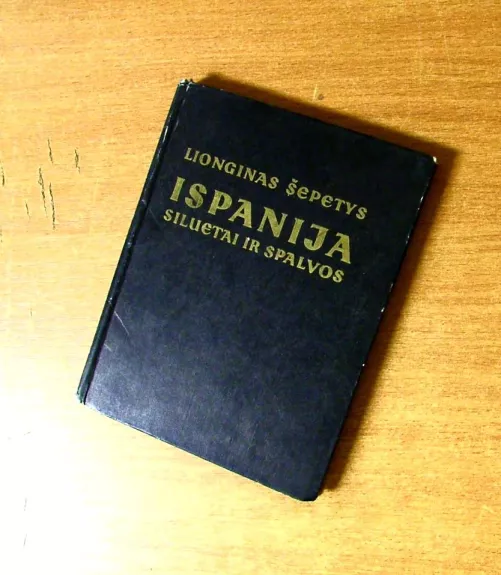 LIONGINAS ŠEPETYS
ISPANIJA
SILUETAI IR SPALVOS